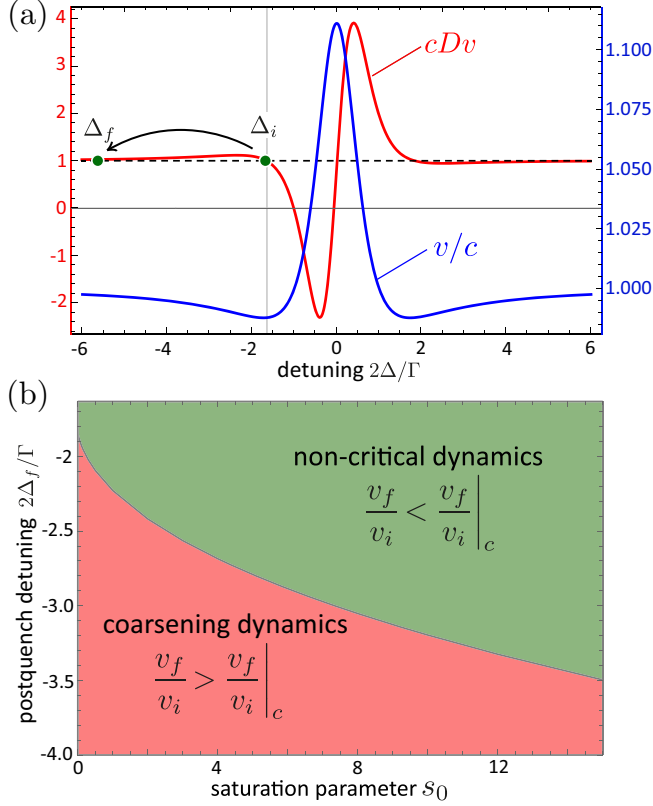 (a)
4
3
2
1
0
-1
-2
1.100
1.075
1.050
1.025
1.000
cDv
v/c
Δf
Δi
-6
-4
-2
0
2
4
6
detuning 2Δ/Γ
(b)
postquench detuning 2Δf/Γ
-2
-2.5
-3.0
-3.5
-4.0
non-critical dynamics
vf/vi < vf/vi|c
coarsening dynamics
vf/vi > vf/vi|c
0
4
8
12
saturation parameter s0